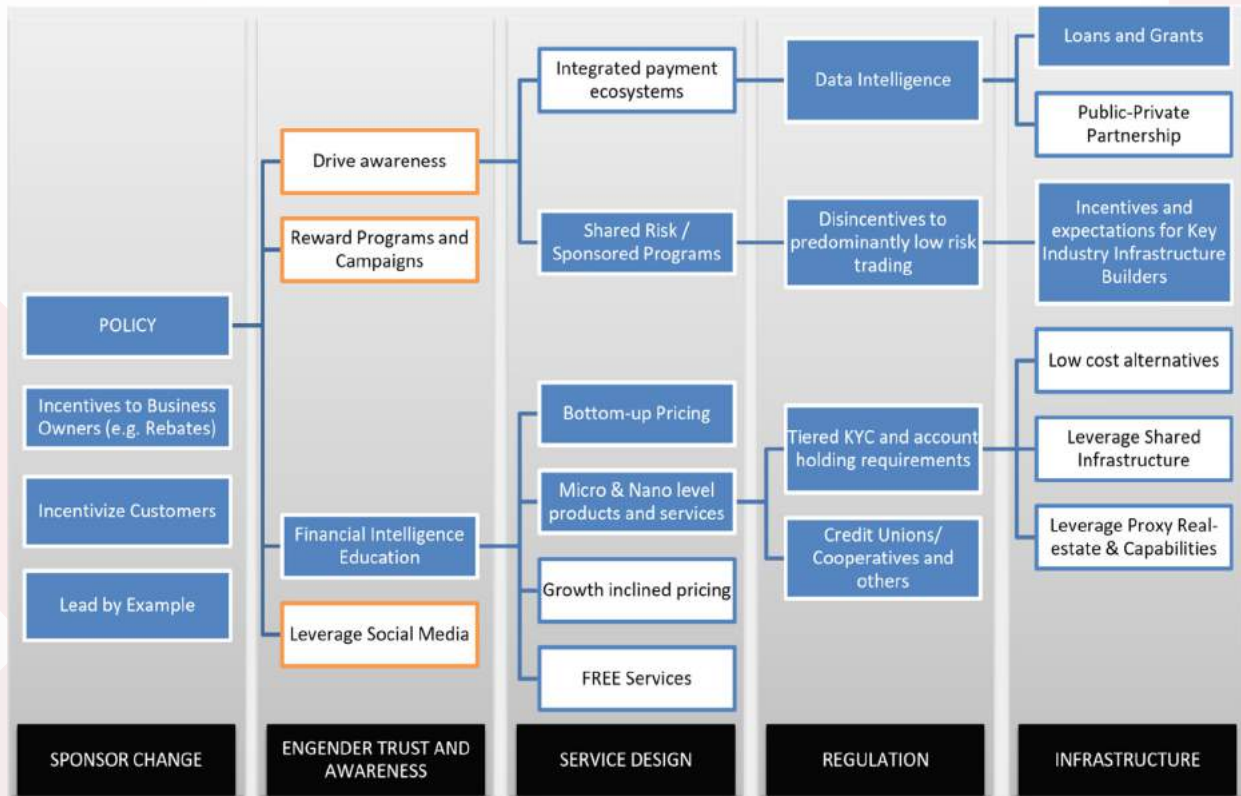 POLICY
Incentives to Business
Owners (e.g. Rebates)
Incentivize Customers
Lead by Example
SPONSOR CHANGE
Drive awareness
Reward Programs and
Campaigns
Financial Intelligence
Education
Leverage Social Media
ENGENDER TRUST AND
AWARENESS
Integrated payment
ecosystems
Shared Risk /
Sponsored Programs
Bottom-up Pricing
Micro & Nano level
products and services
Growth inclined pricing
FREE Services
SERVICE DESIGN
Data Intelligence
Disincentives to
predominantly low risk
trading
Tiered KYC and account
holding requirements
Credit Unions/
Cooperatives and
others
REGULATION
Loans and Grants
Public-Private
Partnership
Incentives and
expectations for Key
Industry Infrastructure
Builders
Low cost alternatives
Leverage Shared
Infrastructure
Leverage Proxy Real-
estate & Capabilities
INFRASTRUCTURE